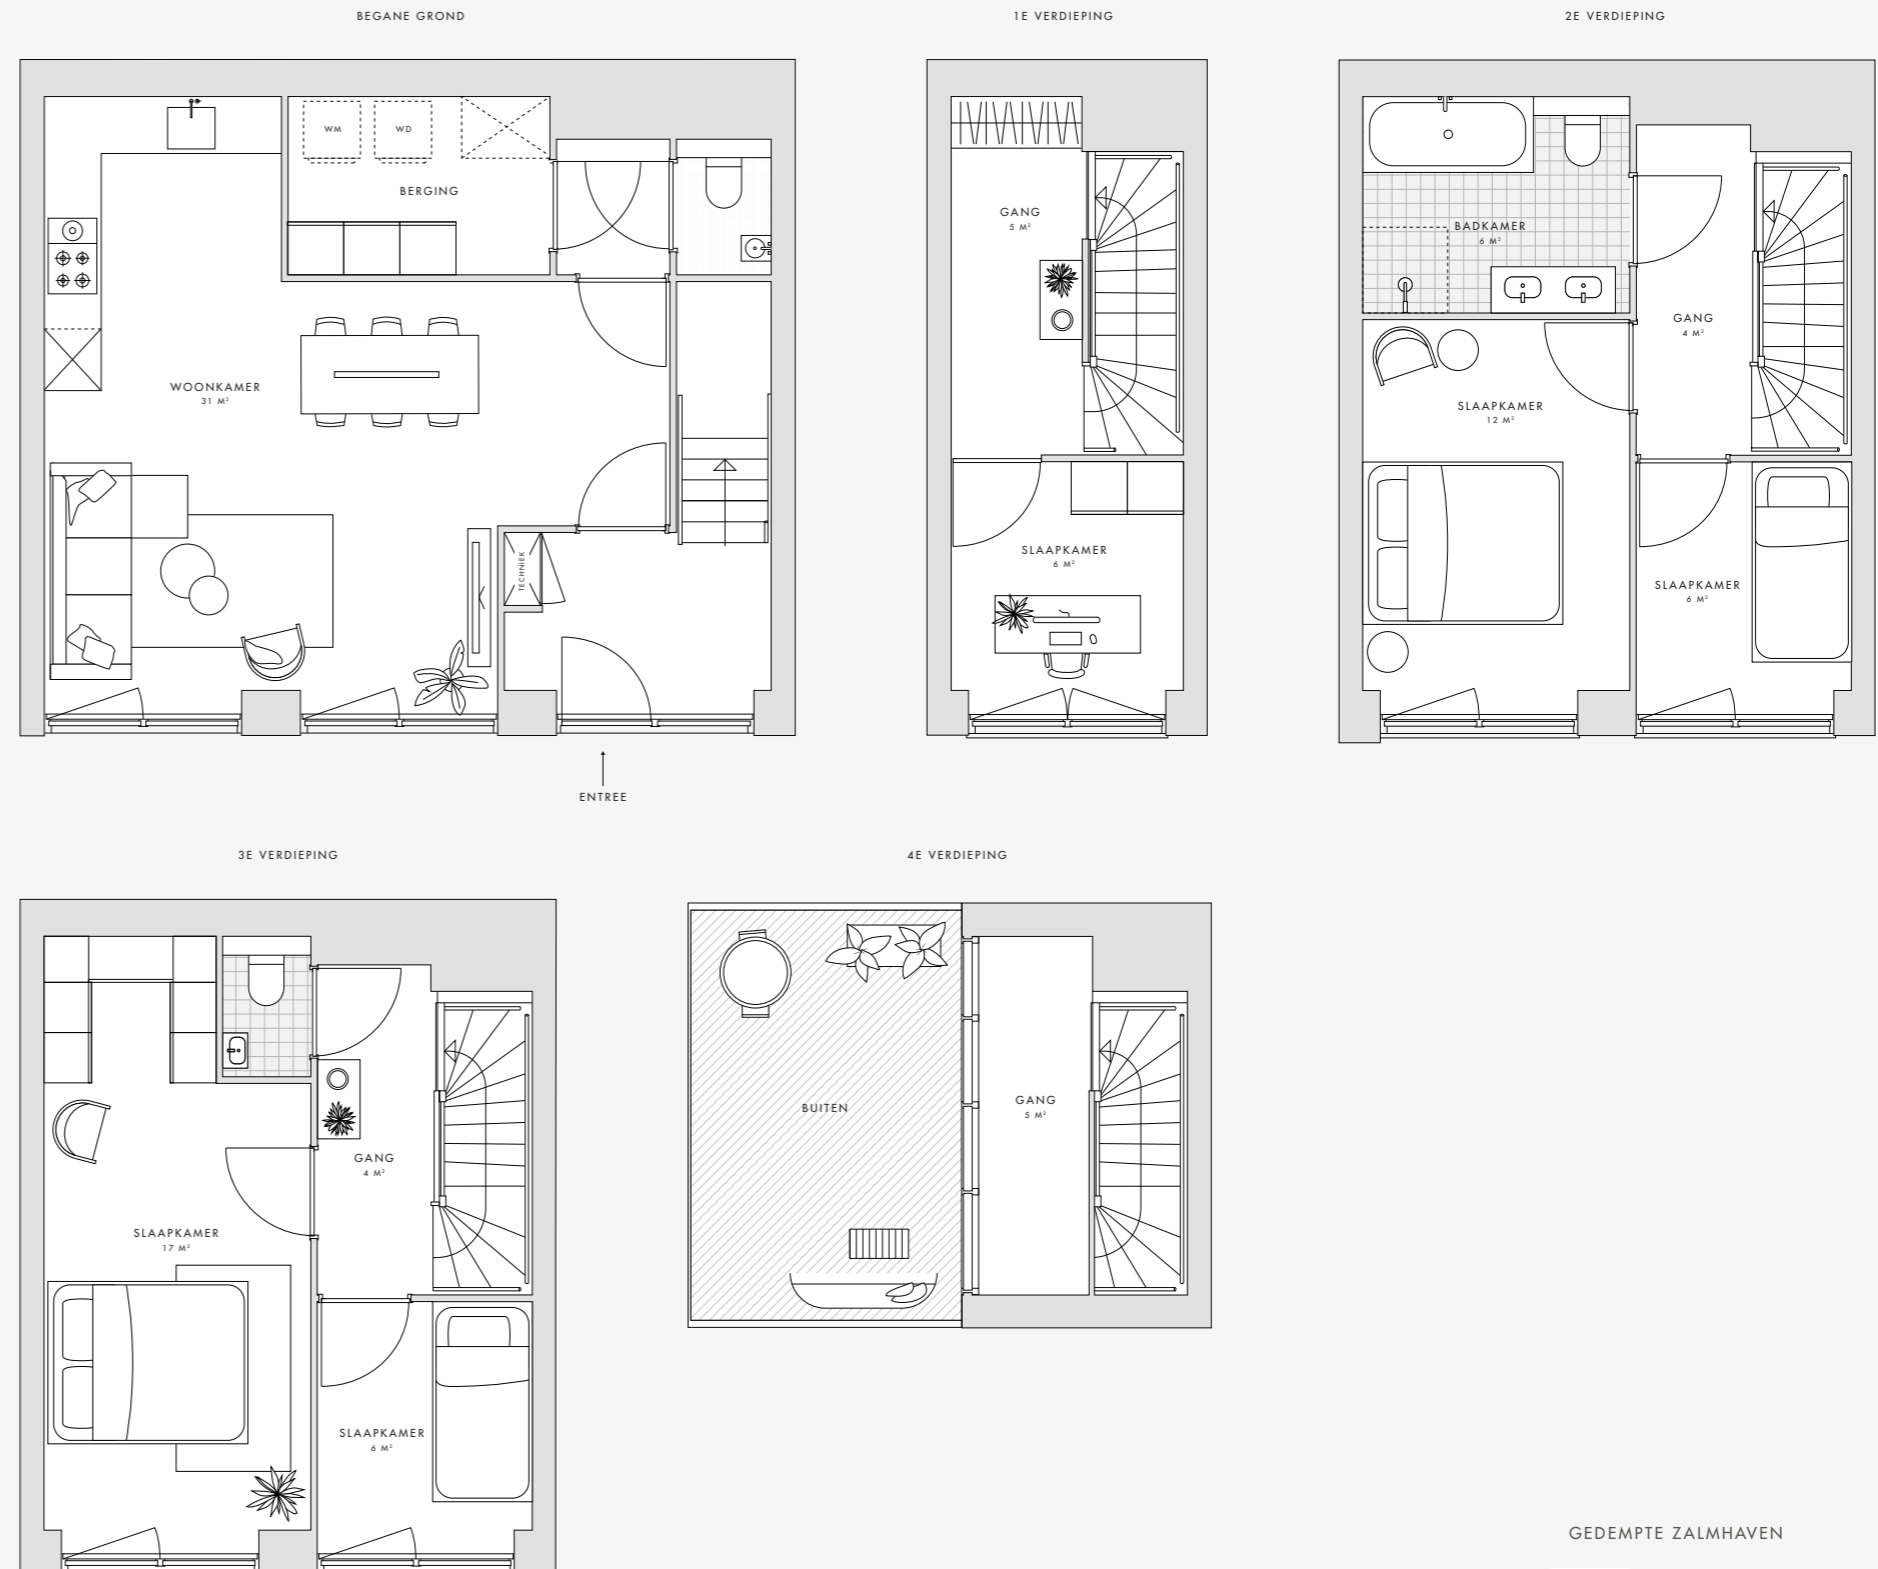 BEGANE GROND
1E VERDIEPING
2E VERDIEPING
WM
WD
BERGING
WOONKAMER
31 M²
TECHNIEK
ENTREE
GANG
5 M²
SLAAPKAMER
6 M²
BADKAMER
6 M²
GANG
4 M²
SLAAPKAMER
12 M²
SLAAPKAMER
6 M²
3E VERDIEPING
4E VERDIEPING
GANG
4 M²
SLAAPKAMER
17 M²
SLAAPKAMER
6 M²
BUITEN
GANG
5 M²
GEDEMPTE ZALMHAVEN